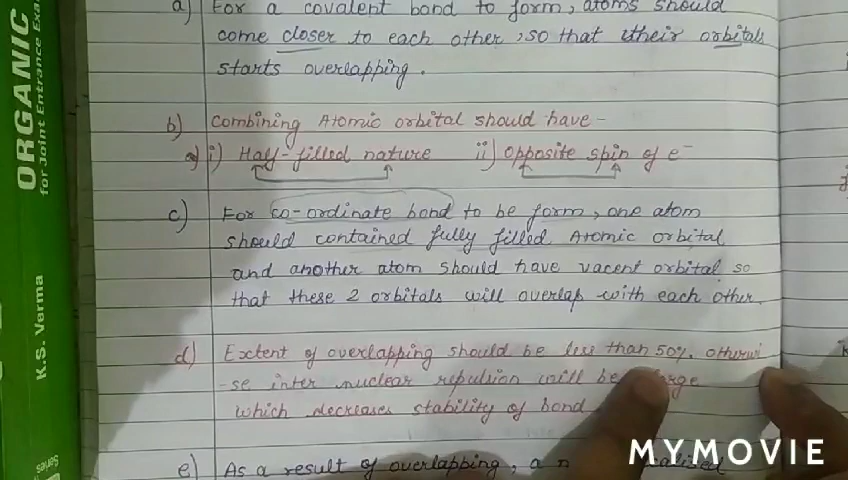 a) For a covalent bond to form, atoms should
come closer to each other, so that their orbitals
starts overlapping.
b) combining Atomic orbital should have -
i) Half-filled nature ii) opposite spin of e⁻
c) For co-ordinate bond to be form, one atom
should contained fully filled Atomic orbital
and another atom should have vacent orbital so
that these 2 orbitals will overlap with each other.
d) Extent of overlapping should be less than 50%. otherwi
-se inter nuclear repulsion will be large
which decreases stability of bond
e) As a result of overlapping, a n
ORGANIC
for Joint Entrance Exa
K.S. Verma
Series
MYMOVIE